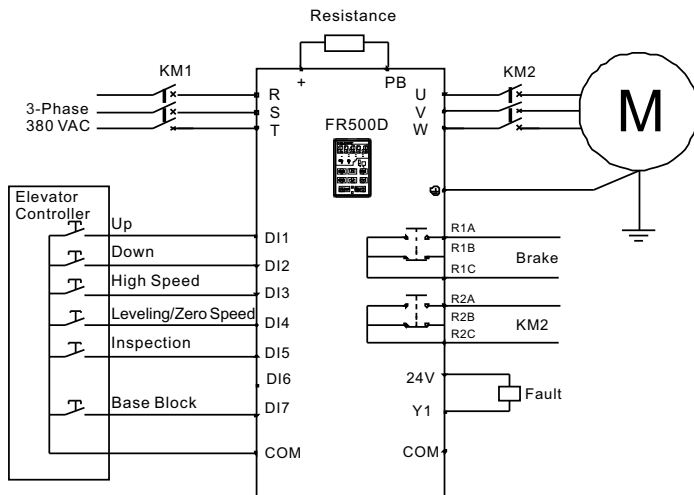 Resistance
KM1
+
PB
KM2
R
S
T
3-Phase
380 VAC
FR500D
U
V
W
M
Elevator
Controller
Up
DI1
Down
DI2
High Speed
DI3
Leveling/Zero Speed
DI4
Inspection
DI5
DI6
Base Block
DI7
COM
R1A
R1B
R1C
Brake
R2A
R2B
R2C
KM2
24V
Y1
Fault
COM